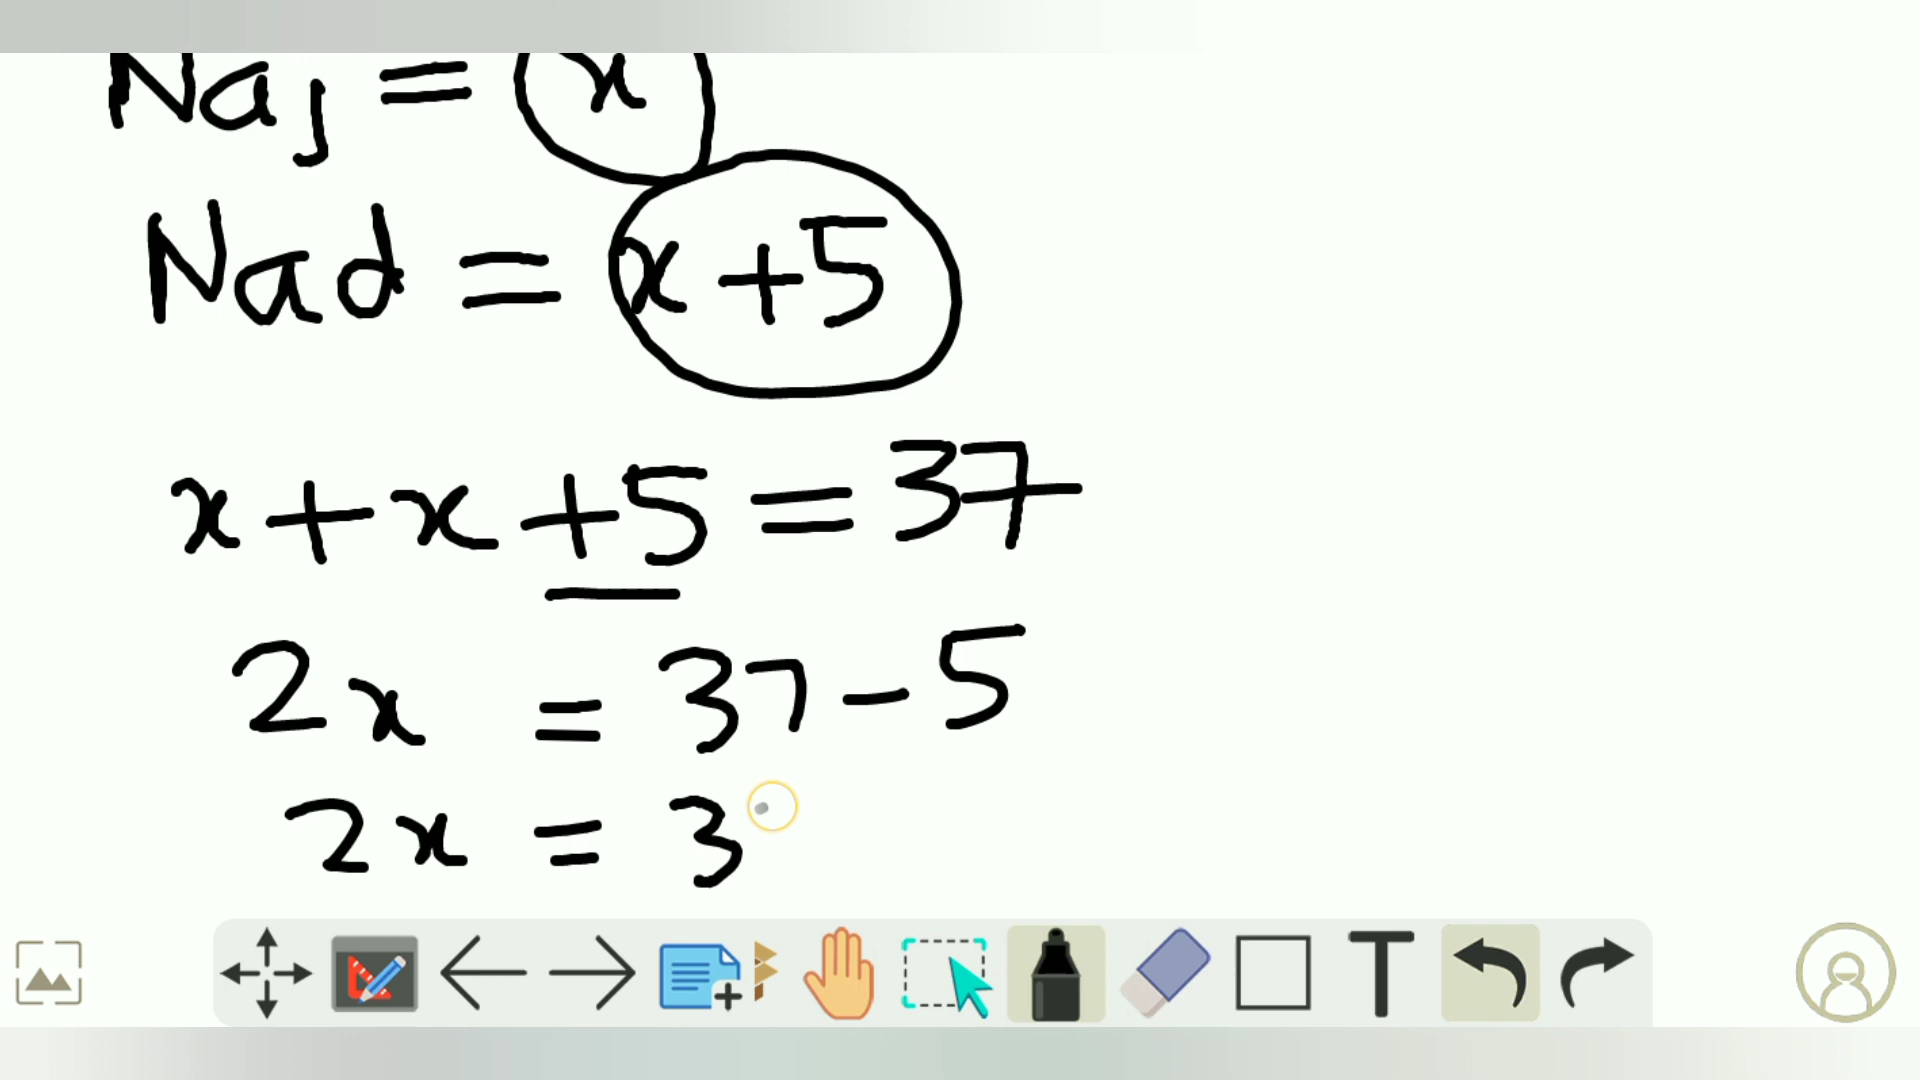 Naj = x
Nad = x+5
x+x+5=37
2x = 37-5
2x = 3
T